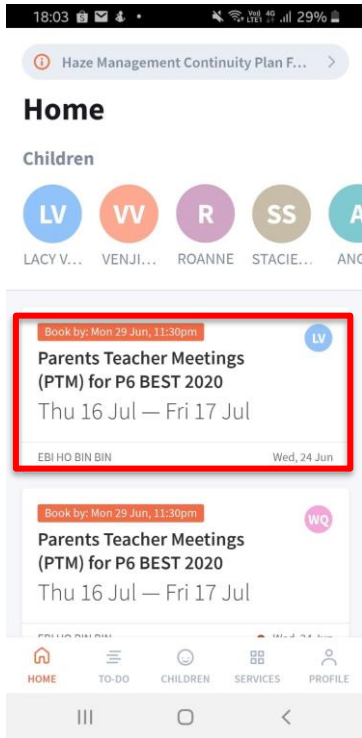 18:03 29%
Haze Management Continuity Plan F...
Home
Children
LV VV R SS A
LACY V... VENJI... ROANNE STACIE... ANG
Book by: Mon 29 Jun, 11:30pm LV
Parents Teacher Meetings
(PTM) for P6 BEST 2020
Thu 16 Jul — Fri 17 Jul
EBI HO BIN BIN Wed, 24 Jun
Book by: Mon 29 Jun, 11:30pm WQ
Parents Teacher Meetings
(PTM) for P6 BEST 2020
Thu 16 Jul — Fri 17 Jul
HOME TO-DO CHILDREN SERVICES PROFILE